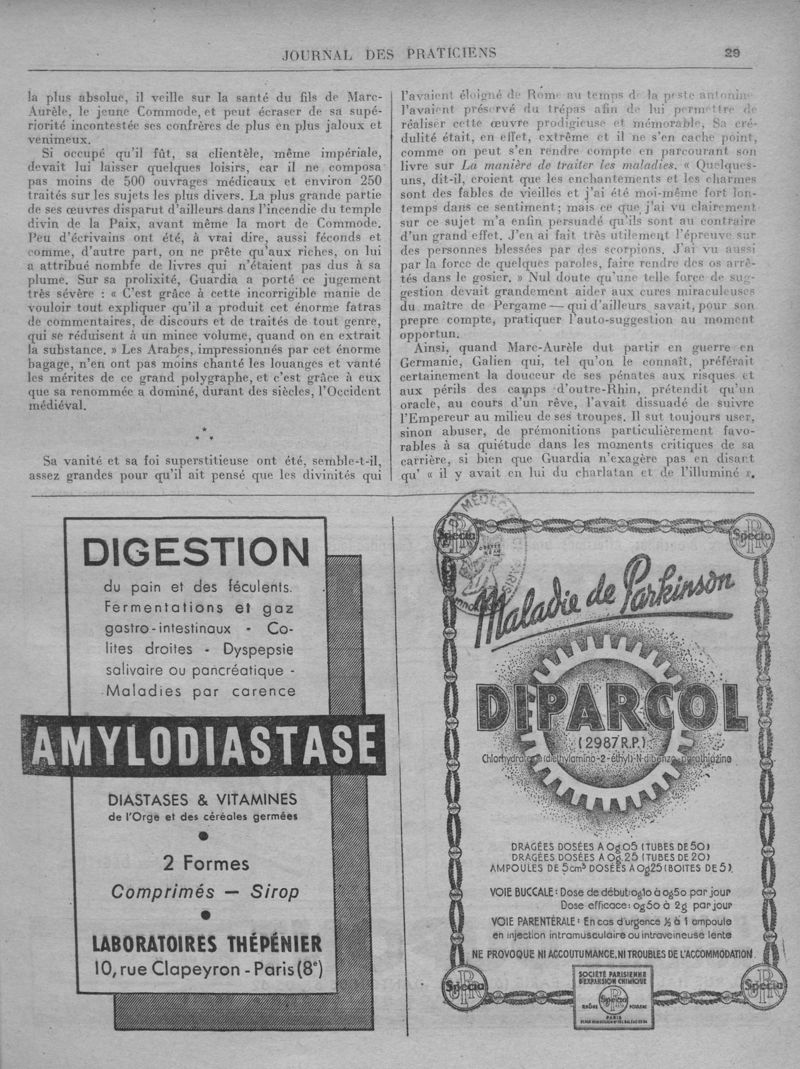 JOURNAL DES PRATICIENS
29
la plus absolue, il veille sur la santé du fils de Marc-
Aurèle, le jeune Commode, et peut écraser de sa supé-
riorité incontestée ses confrères de plus en plus jaloux et
venimeux.
Si occupé qu'il fût, sa clientèle, même impériale,
devait lui laisser quelques loisirs, car il ne composa
pas moins de 500 ouvrages médicaux et environ 250
traités sur les sujets les plus divers. La plus grande partie
de ses œuvres disparut d'ailleurs dans l'incendie du temple
divin de la Paix, avant même la mort de Commode.
Peu d'écrivains ont été, à vrai dire, aussi féconds et
comme, d'autre part, on ne prête qu'aux riches, on lui
a attribué nombre de livres qui n'étaient pas dus à sa
plume. Sur sa prolixité, Guardia a porté ce jugement
très sévère : « C'est grâce à cette incorrigible manie de
vouloir tout expliquer qu'il a produit cet énorme fatras
de commentaires, de discours et de traités de tout genre,
qui se réduisent à un mince volume, quand on en extrait
la substance. » Les Arabes, impressionnés par cet énorme
bagage, n'en ont pas moins chanté les louanges et vanté
les mérites de ce grand polygraphe, et c'est grâce à eux
que sa renommée a dominé, durant des siècles, l'Occident
médiéval.
* * *
Sa vanité et sa foi superstitieuse ont été, semble-t-il,
assez grandes pour qu'il ait pensé que les divinités qui
l'avaient éloigné de Rome au temps de la peste antonine
l'avaient préservé du trépas afin de lui permettre de
réaliser cette œuvre prodigieuse et mémorable. Sa cré-
dulité était, en effet, extrême et il ne s'en cache point,
comme on peut s'en rendre compte en parcourant son
livre sur La manière de traiter les maladies. « Quelques-
uns, dit-il, croient que les enchantements et les charmes
sont des fables de vieilles et j'ai été moi-même fort lon-
temps dans ce sentiment; mais ce que j'ai vu clairement
sur ce sujet m'a enfin persuadé qu'ils sont au contraire
d'un grand effet. J'en ai fait très utilement l'épreuve sur
des personnes blessées par des scorpions. J'ai vu aussi
par la force de quelques paroles, faire rendre des os arrê-
tés dans le gosier. » Nul doute qu'une telle force de sug-
gestion devait grandement aider aux cures miraculeuses
du maître de Pergame — qui d'ailleurs savait, pour son
prepre compte, pratiquer l'auto-suggestion au moment
opportun.
Ainsi, quand Marc-Aurèle dut partir en guerre en
Germanie, Galien qui, tel qu'on le connaît, préférait
certainement la douceur de ses pénates aux risques et
aux périls des camps d'outre-Rhin, prétendit qu'un
oracle, au cours d'un rêve, l'avait dissuadé de suivre
l'Empereur au milieu de ses troupes. Il sut toujours user,
sinon abuser, de prémonitions particulièrement favo-
rables à sa quiétude dans les moments critiques de sa
carrière, si bien que Guardia n'exagère pas en disant
qu' « il y avait en lui du charlatan et de l'illuminé ».
DIGESTION
du pain et des féculents.
Fermentations et gaz
gastro-intestinaux - Co-
lites droites - Dyspepsie
salivaire ou pancréatique -
Maladies par carence
AMYLODIASTASE
DIASTASES & VITAMINES
de l'Orge et des céréales germées
•
2 Formes
Comprimés — Sirop
•
LABORATOIRES THÉPÉNIER
10, rue Clapeyron - Paris (8e)
MÉDECINE
PARIS
Specia
Specia
Maladie de Parkinson
DIPARCOL
(2987 R.P.)
Chlorhydrate de (diéthylamino-2-éthyl)-N-dibenzo-parathiazine
DRAGÉES DOSÉES A 0g.05 (TUBES DE 50)
DRAGÉES DOSÉES A 0g.25 (TUBES DE 20)
AMPOULES DE 5cm³ DOSÉES A 0g25 (BOITES DE 5).
VOIE BUCCALE : Dose de début: 0g10 à 0g50 par jour
Dose efficace: 0g50 à 2g par jour
VOIE PARENTÉRALE : En cas d'urgence ½ à 1 ampoule
en injection intramusculaire ou intraveineuse lente
NE PROVOQUE NI ACCOUTUMANCE, NI TROUBLES DE L'ACCOMMODATION.
Specia
Specia
SOCIÉTÉ PARISIENNE
D'EXPANSION CHIMIQUE
Specia
RHÔNE POULENC
PARIS